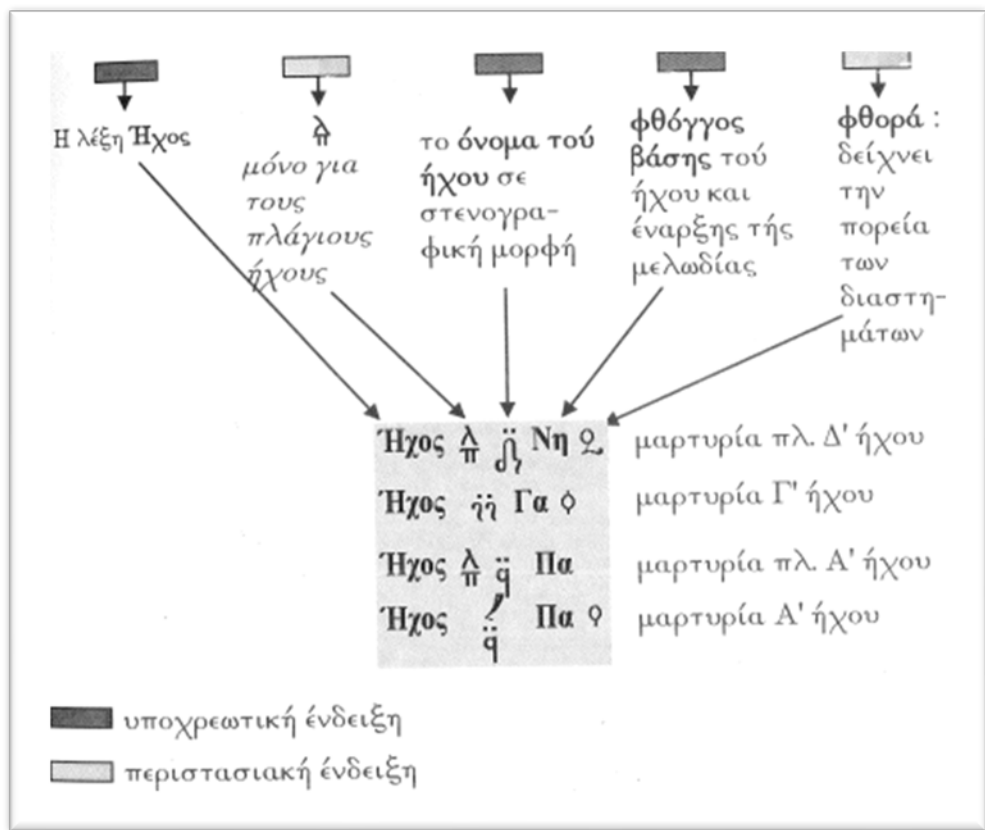 Η λέξη Ήχος
μόνο για
τους
πλάγιους
ήχους
το όνομα τού
ήχου σε
στενογρα-
φική μορφή
φθόγγος
βάσης τού
ήχου και
έναρξης τής
μελωδίας
φθορά :
δείχνει
την
πορεία
των
διαστη-
μάτων
Ήχος Νη μαρτυρία πλ. Δ' ήχου
Ήχος Γα μαρτυρία Γ' ήχου
Ήχος Πα μαρτυρία πλ. Α' ήχου
Ήχος Πα μαρτυρία Α' ήχου
υποχρεωτική ένδειξη
περιστασιακή ένδειξη